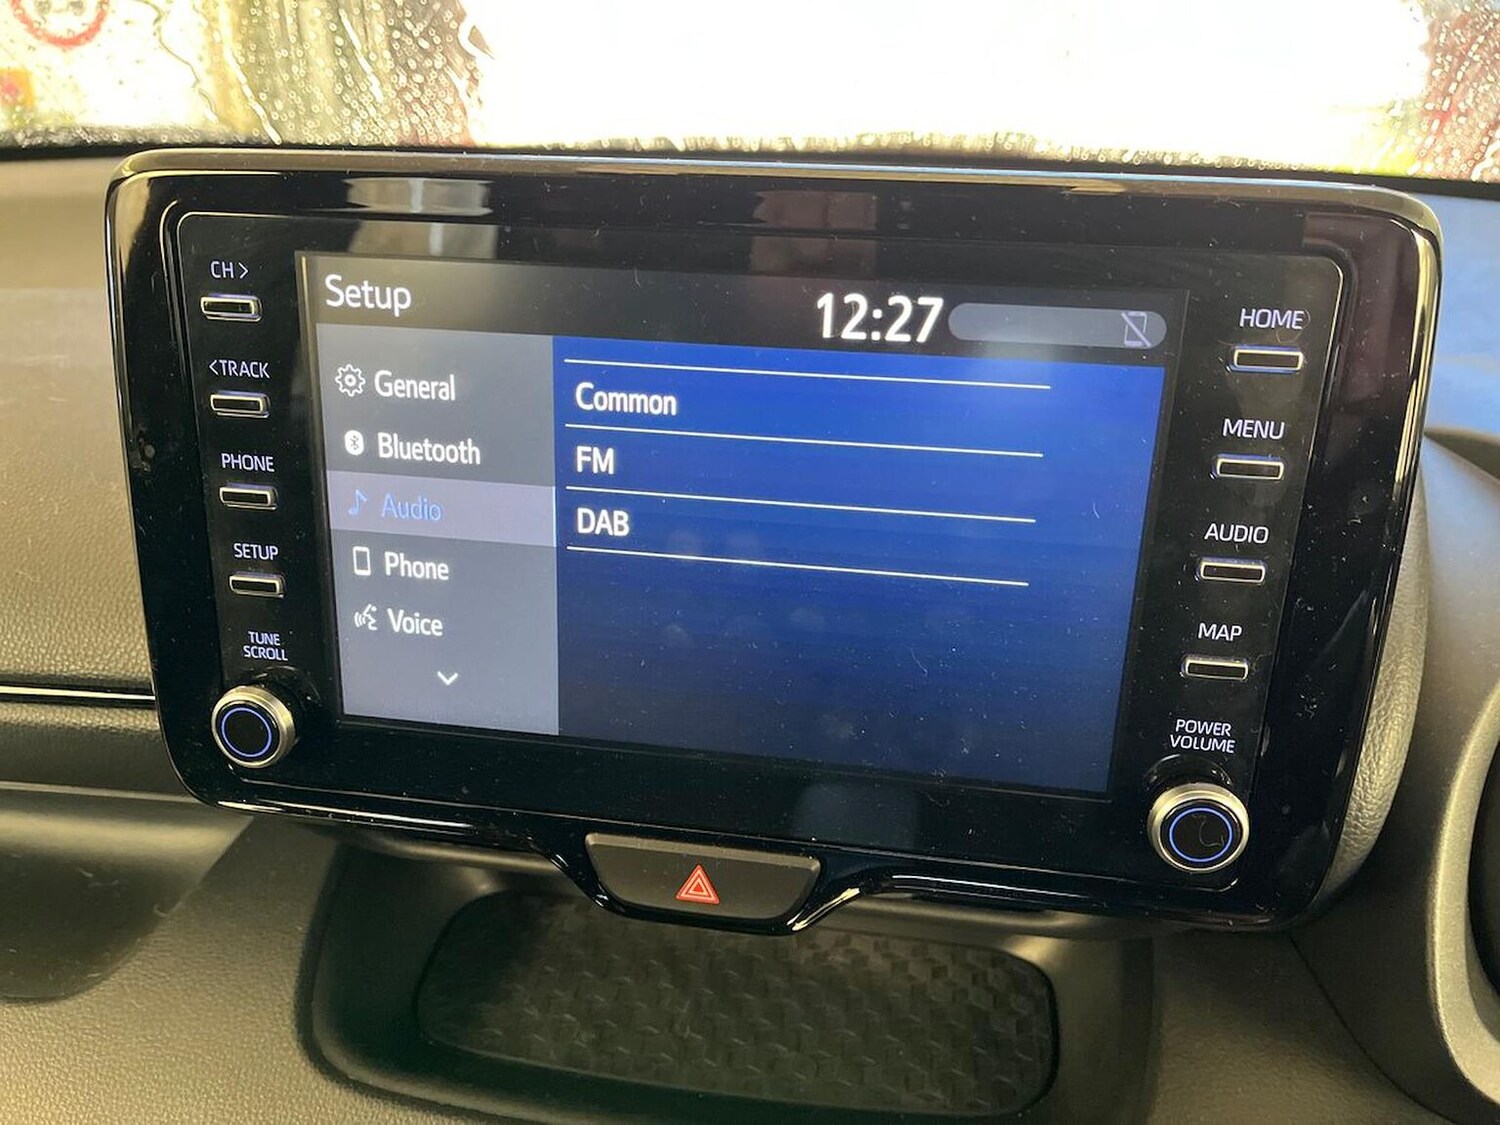 CH >
< TRACK
PHONE
SETUP
TUNE
SCROLL
Setup
12:27
General
Bluetooth
Audio
Phone
Voice
Common
FM
DAB
HOME
MENU
AUDIO
MAP
POWER
VOLUME